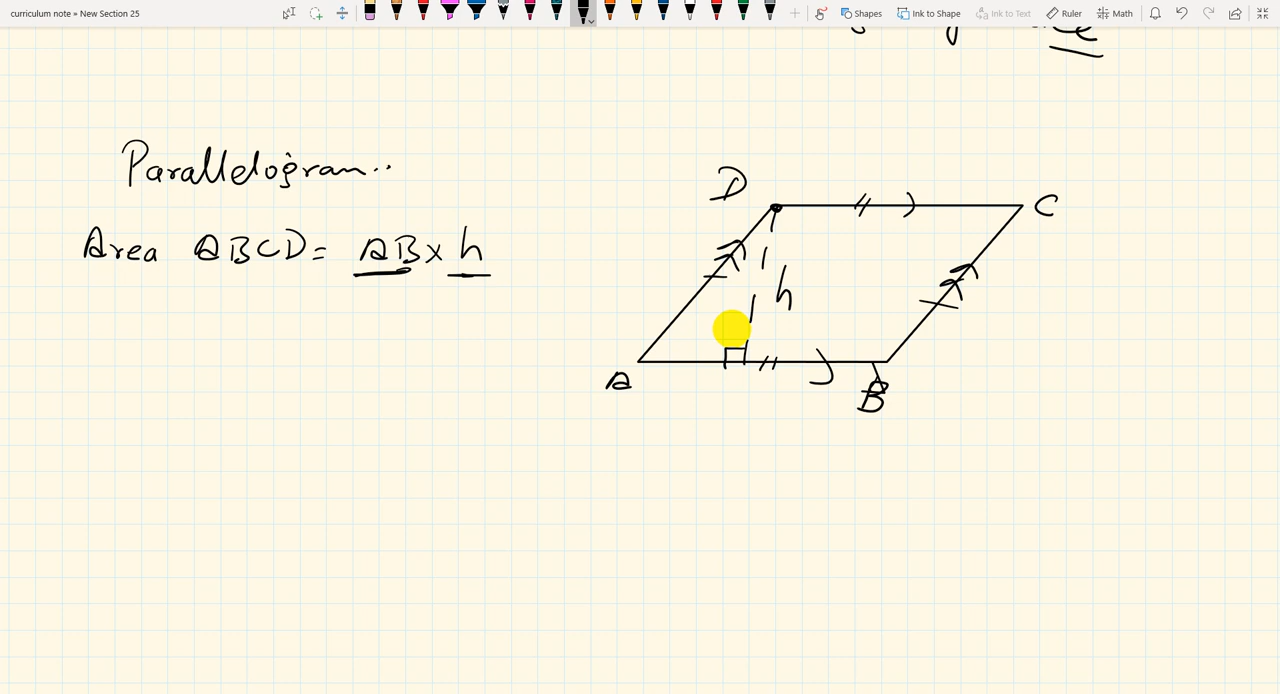 curriculum note » New Section 25
Shapes
Ink to Shape
Ink to Text
Ruler
Math
Parallelogram..
Area ABCD= AB x h
D
C
h
A
B